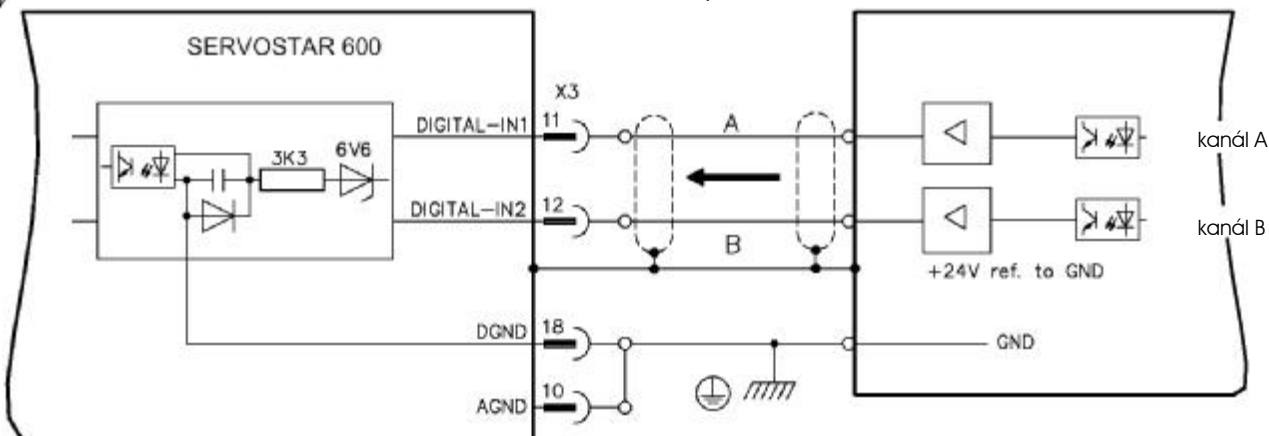 SERVOSTAR 600
X3
DIGITAL-IN1
11
A
kanál A
3K3
6V6
DIGITAL-IN2
12
B
kanál B
+24V ref. to GND
DGND
18
GND
AGND
10